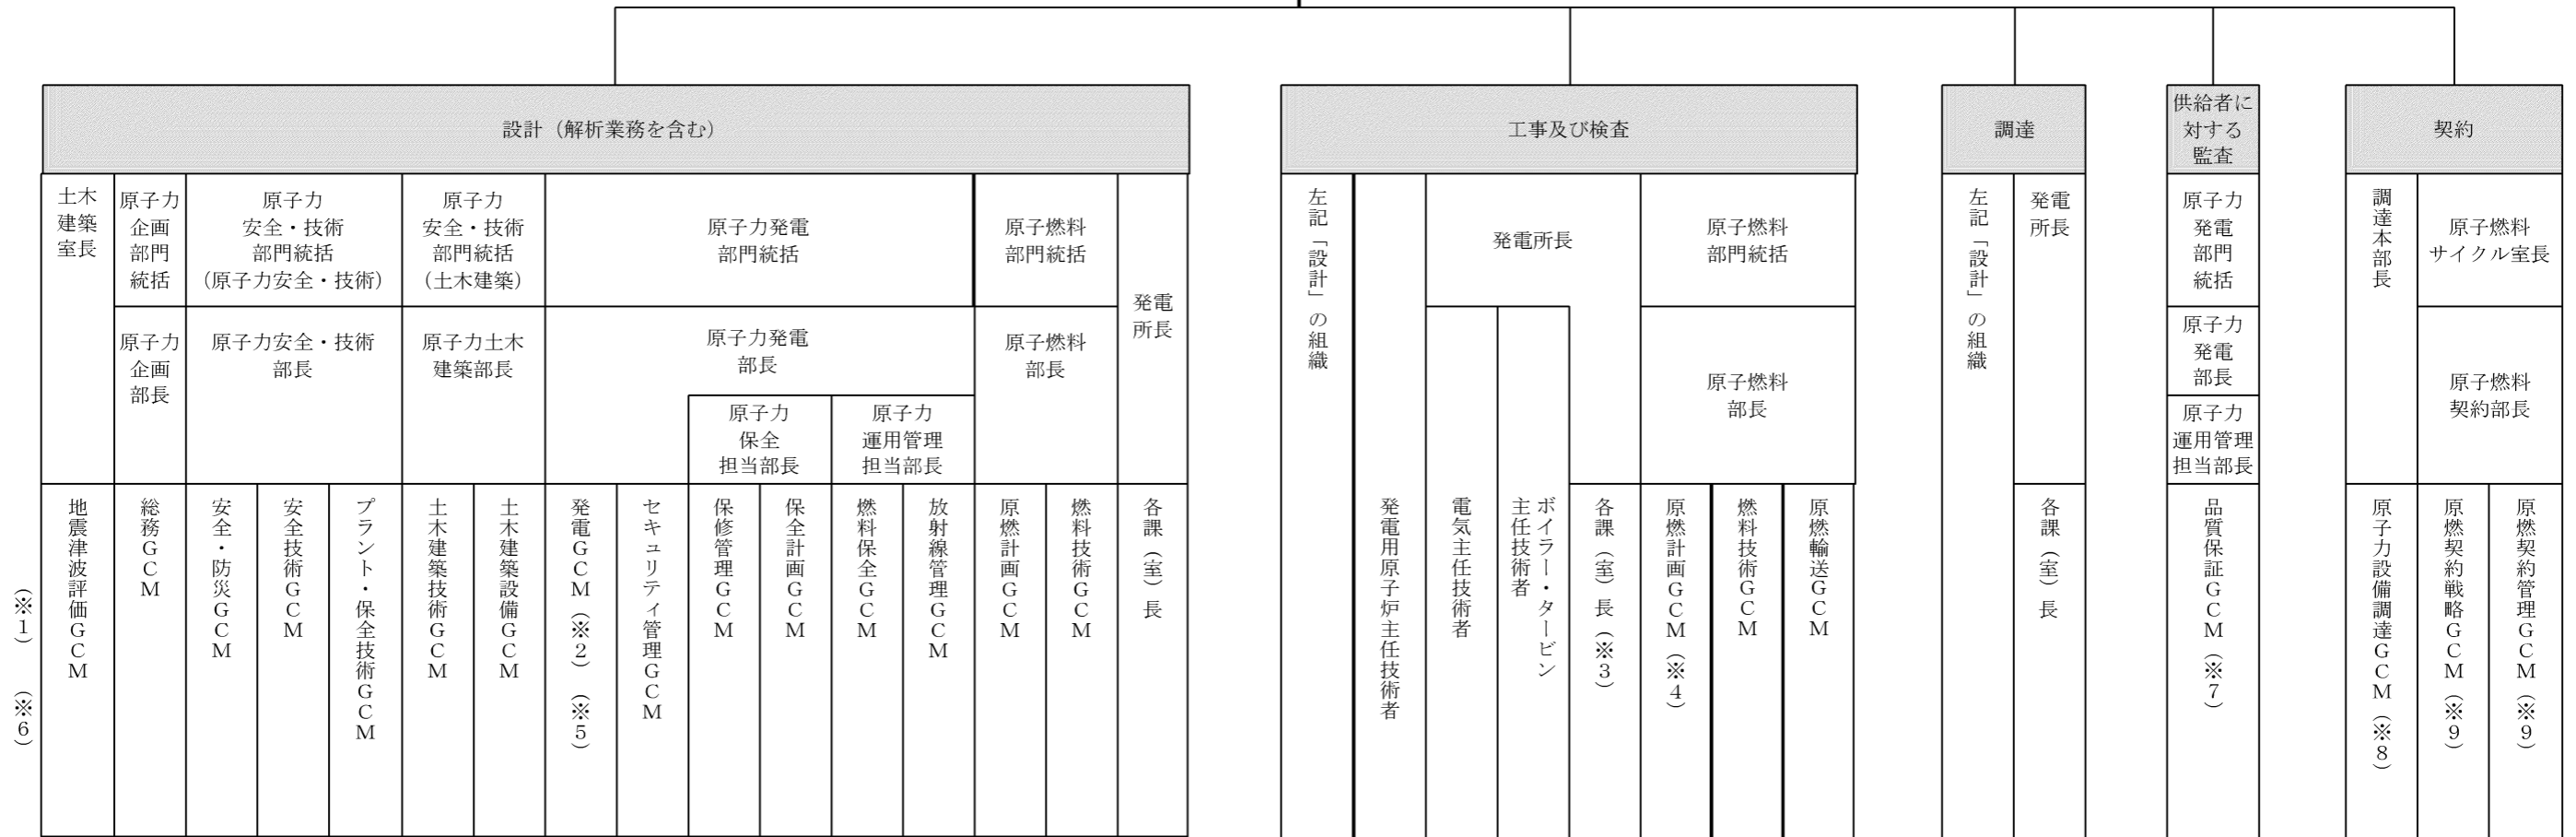 設計（解析業務を含む）
土木
建築
室長
原子力
企画
部門
統括
原子力
安全・技術
部門統括
（原子力安全・技術）
原子力
安全・技術
部門統括
（土木建築）
原子力発電
部門統括
原子燃料
部門統括
発電
所長
原子力
企画
部長
原子力安全・技術
部長
原子力土木
建築部長
原子力発電
部長
原子燃料
部長
原子力
保全
担当部長
原子力
運用管理
担当部長
（※１）　（※６）
地震津波評価ＧＣＭ
総務ＧＣＭ
安全・防災ＧＣＭ
安全技術ＧＣＭ
プラント・保全技術ＧＣＭ
土木建築技術ＧＣＭ
土木建築設備ＧＣＭ
発電ＧＣＭ（※２）（※５）
セキュリティ管理ＧＣＭ
保修管理ＧＣＭ
保全計画ＧＣＭ
燃料保全ＧＣＭ
放射線管理ＧＣＭ
原燃計画ＧＣＭ
燃料技術ＧＣＭ
各課（室）長
工事及び検査
左記「設計」の組織
発電所長
原子燃料
部門統括
原子燃料
部長
発電用原子炉主任技術者
電気主任技術者
ボイラー・タービン
主任技術者
各課（室）長（※３）
原燃計画ＧＣＭ（※４）
燃料技術ＧＣＭ
原燃輸送ＧＣＭ
調達
左記「設計」の組織
発電
所長
各課（室）長
供給者に
対する
監査
原子力
発電
部門
統括
原子力
発電
部長
原子力
運用管理
担当部長
品質保証ＧＣＭ（※７）
契約
調達本部長
原子燃料
サイクル室長
原子燃料
契約部長
原子力設備調達ＧＣＭ（※８）
原燃契約戦略ＧＣＭ（※９）
原燃契約管理ＧＣＭ（※９）